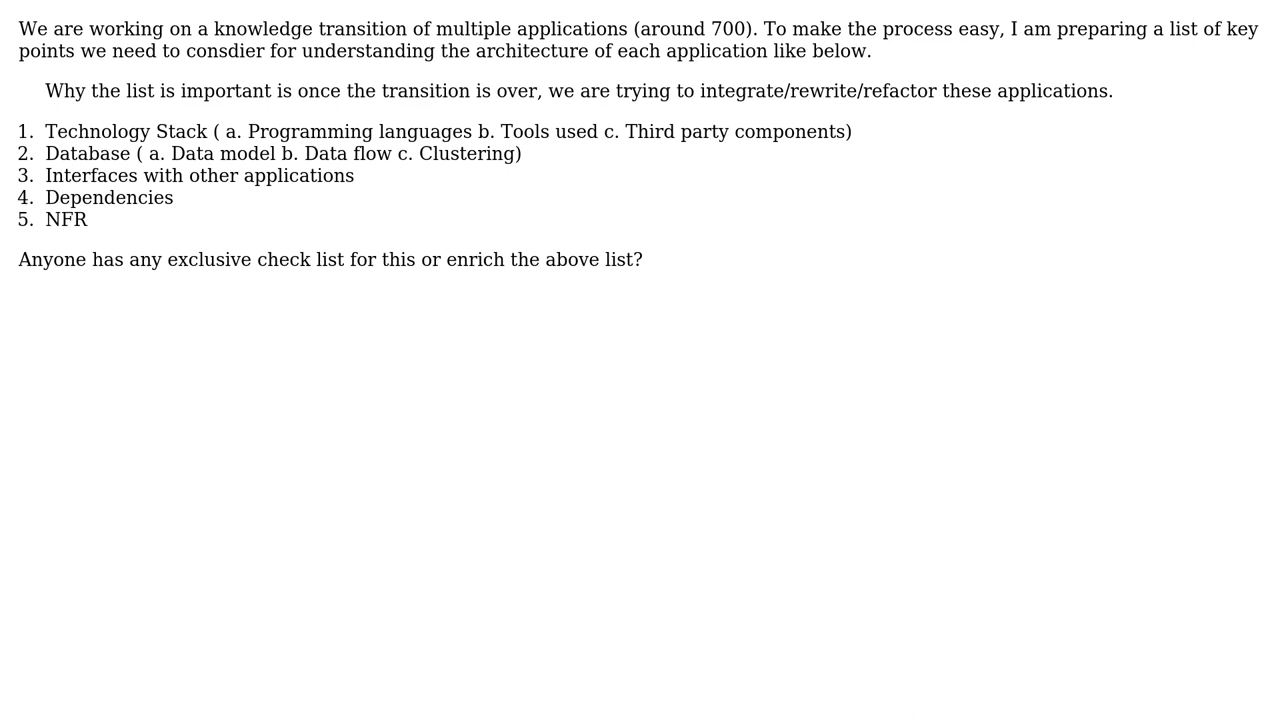 We are working on a knowledge transition of multiple applications (around 700). To make the process easy, I am preparing a list of key
points we need to consdier for understanding the architecture of each application like below.
Why the list is important is once the transition is over, we are trying to integrate/rewrite/refactor these applications.
1. Technology Stack ( a. Programming languages b. Tools used c. Third party components)
2. Database ( a. Data model b. Data flow c. Clustering)
3. Interfaces with other applications
4. Dependencies
5. NFR
Anyone has any exclusive check list for this or enrich the above list?